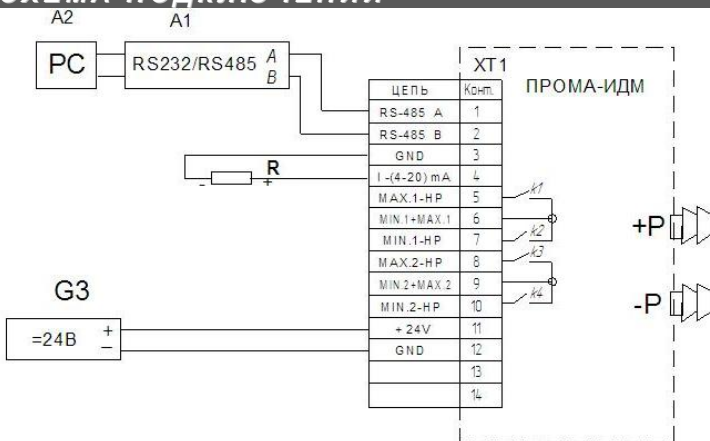 СХЕМА ПОДКЛЮЧЕНИЙ
A2
A1
PC
RS232/RS485
A
B
XT1
ПРОМА-ИДМ
ЦЕПЬ Конт.
RS-485 A 1
RS-485 B 2
GND 3
I -(4-20) mA 4
MAX.1-HP 5
MIN.1+MAX.1 6
MIN.1-HP 7
MAX.2-HP 8
MIN.2+MAX.2 9
MIN.2-HP 10
+ 24V 11
GND 12
13
14
R
- +
k1
k2
k3
k4
+P
-P
G3
=24В
+
–